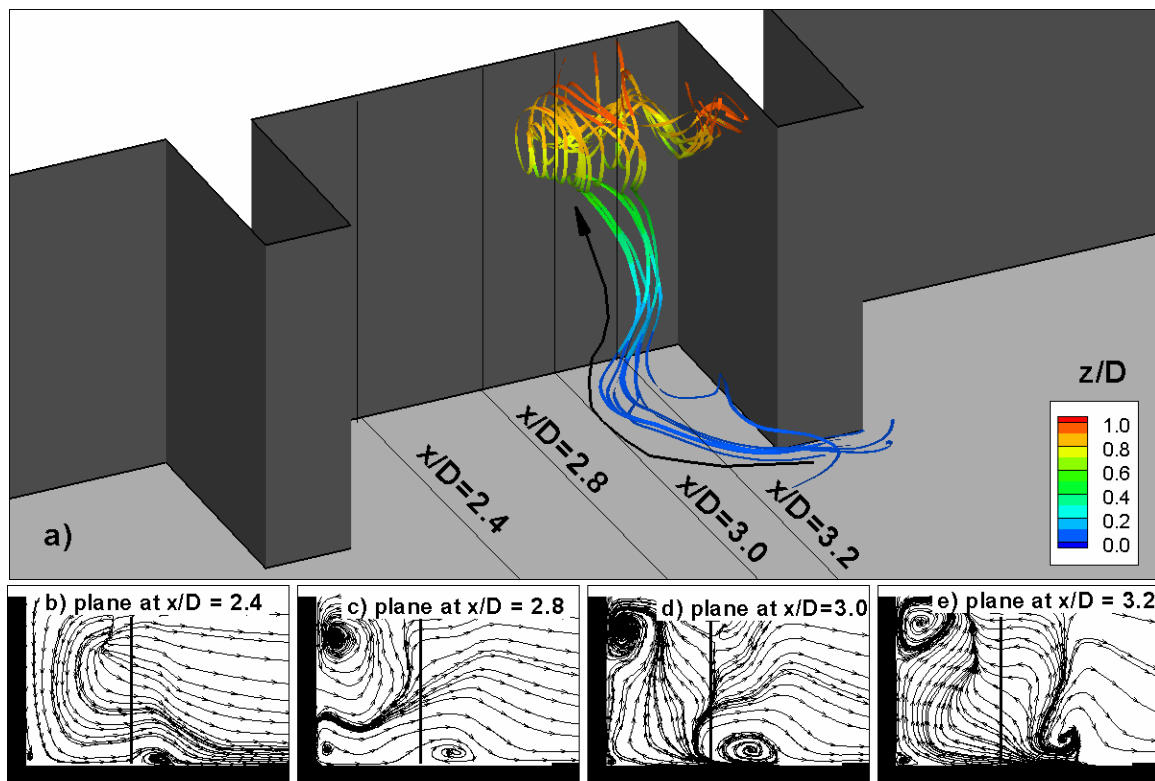 z/D
1.0
0.8
0.6
0.4
0.2
0.0
x/D=2.4
x/D=2.8
x/D=3.0
x/D=3.2
a)
b) plane at x/D = 2.4
c) plane at x/D = 2.8
d) plane at x/D=3.0
e) plane at x/D = 3.2